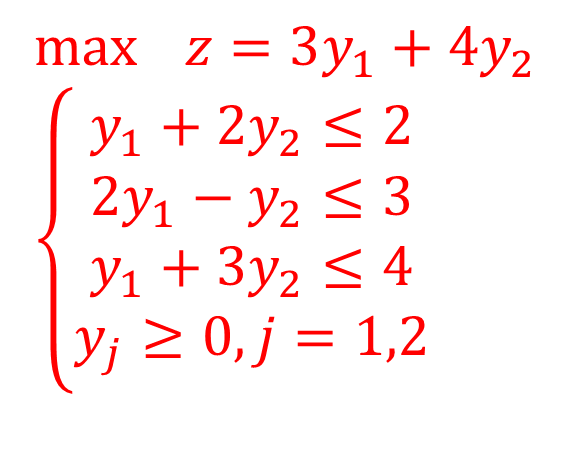 max z = 3y₁ + 4y₂
y₁ + 2y₂ ≤ 2
2y₁ − y₂ ≤ 3
y₁ + 3y₂ ≤ 4
yⱼ ≥ 0, j = 1,2